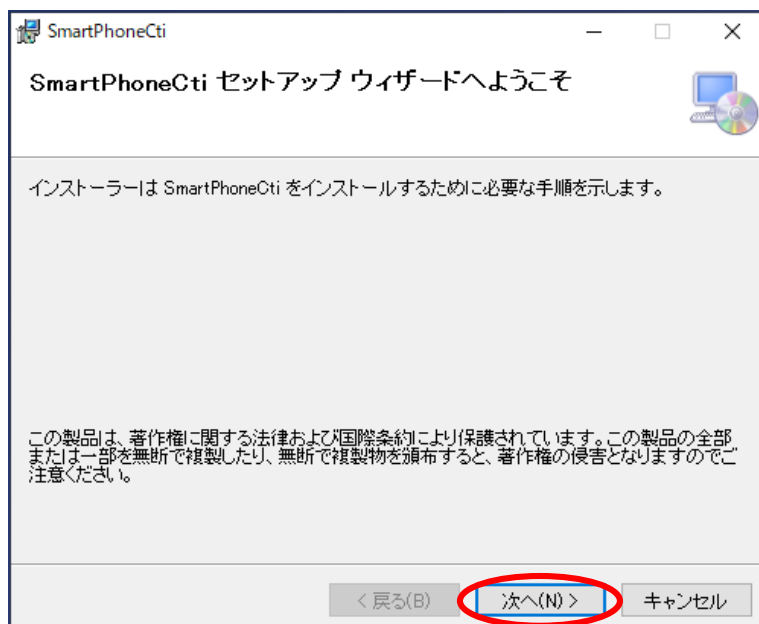 SmartPhoneCti
SmartPhoneCti セットアップ ウィザードへようこそ
インストーラーは SmartPhoneCti をインストールするために必要な手順を示します。
この製品は、著作権に関する法律および国際条約により保護されています。この製品の全部
または一部を無断で複製したり、無断で複製物を頒布すると、著作権の侵害となりますのでご
注意ください。
< 戻る(B)
次へ(N) >
キャンセル